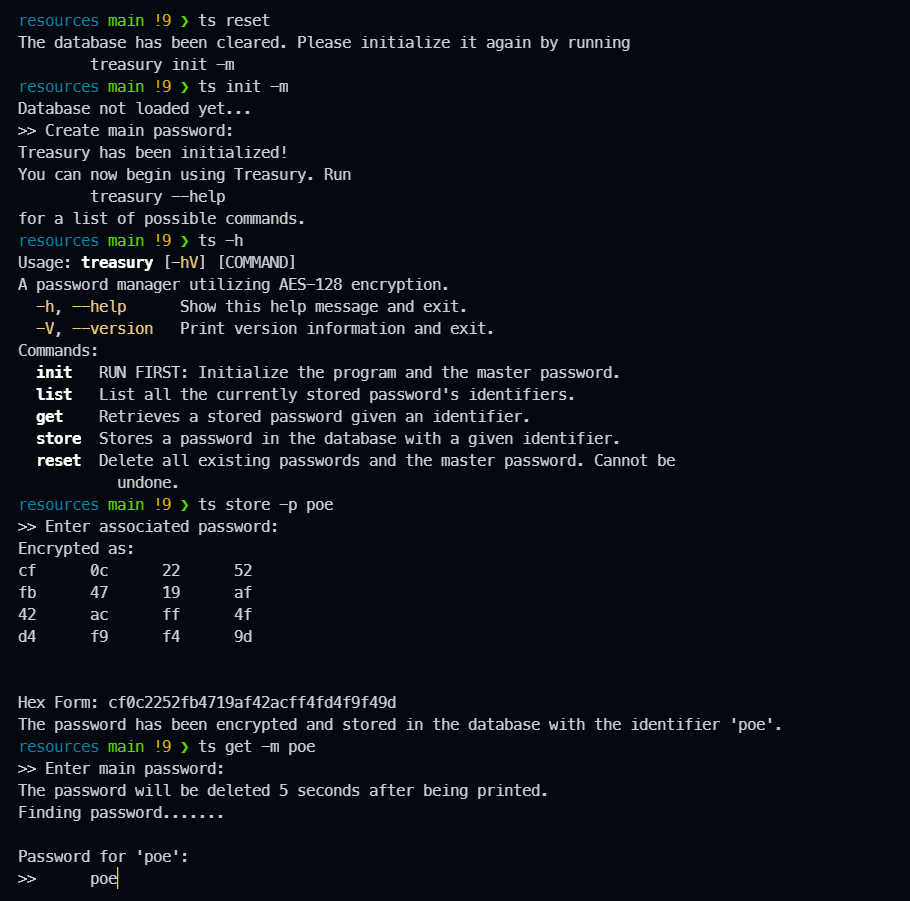 resources main !9 ❯ ts reset
The database has been cleared. Please initialize it again by running
        treasury init -m
resources main !9 ❯ ts init -m
Database not loaded yet...
>> Create main password:
Treasury has been initialized!
You can now begin using Treasury. Run
        treasury --help
for a list of possible commands.
resources main !9 ❯ ts -h
Usage: treasury [-hV] [COMMAND]
A password manager utilizing AES-128 encryption.
  -h, --help      Show this help message and exit.
  -V, --version   Print version information and exit.
Commands:
  init   RUN FIRST: Initialize the program and the master password.
  list   List all the currently stored password's identifiers.
  get    Retrieves a stored password given an identifier.
  store  Stores a password in the database with a given identifier.
  reset  Delete all existing passwords and the master password. Cannot be
           undone.
resources main !9 ❯ ts store -p poe
>> Enter associated password:
Encrypted as:
cf      0c      22      52
fb      47      19      af
42      ac      ff      4f
d4      f9      f4      9d
Hex Form: cf0c2252fb4719af42acff4fd4f9f49d
The password has been encrypted and stored in the database with the identifier 'poe'.
resources main !9 ❯ ts get -m poe
>> Enter main password:
The password will be deleted 5 seconds after being printed.
Finding password.......
Password for 'poe':
>>      poe